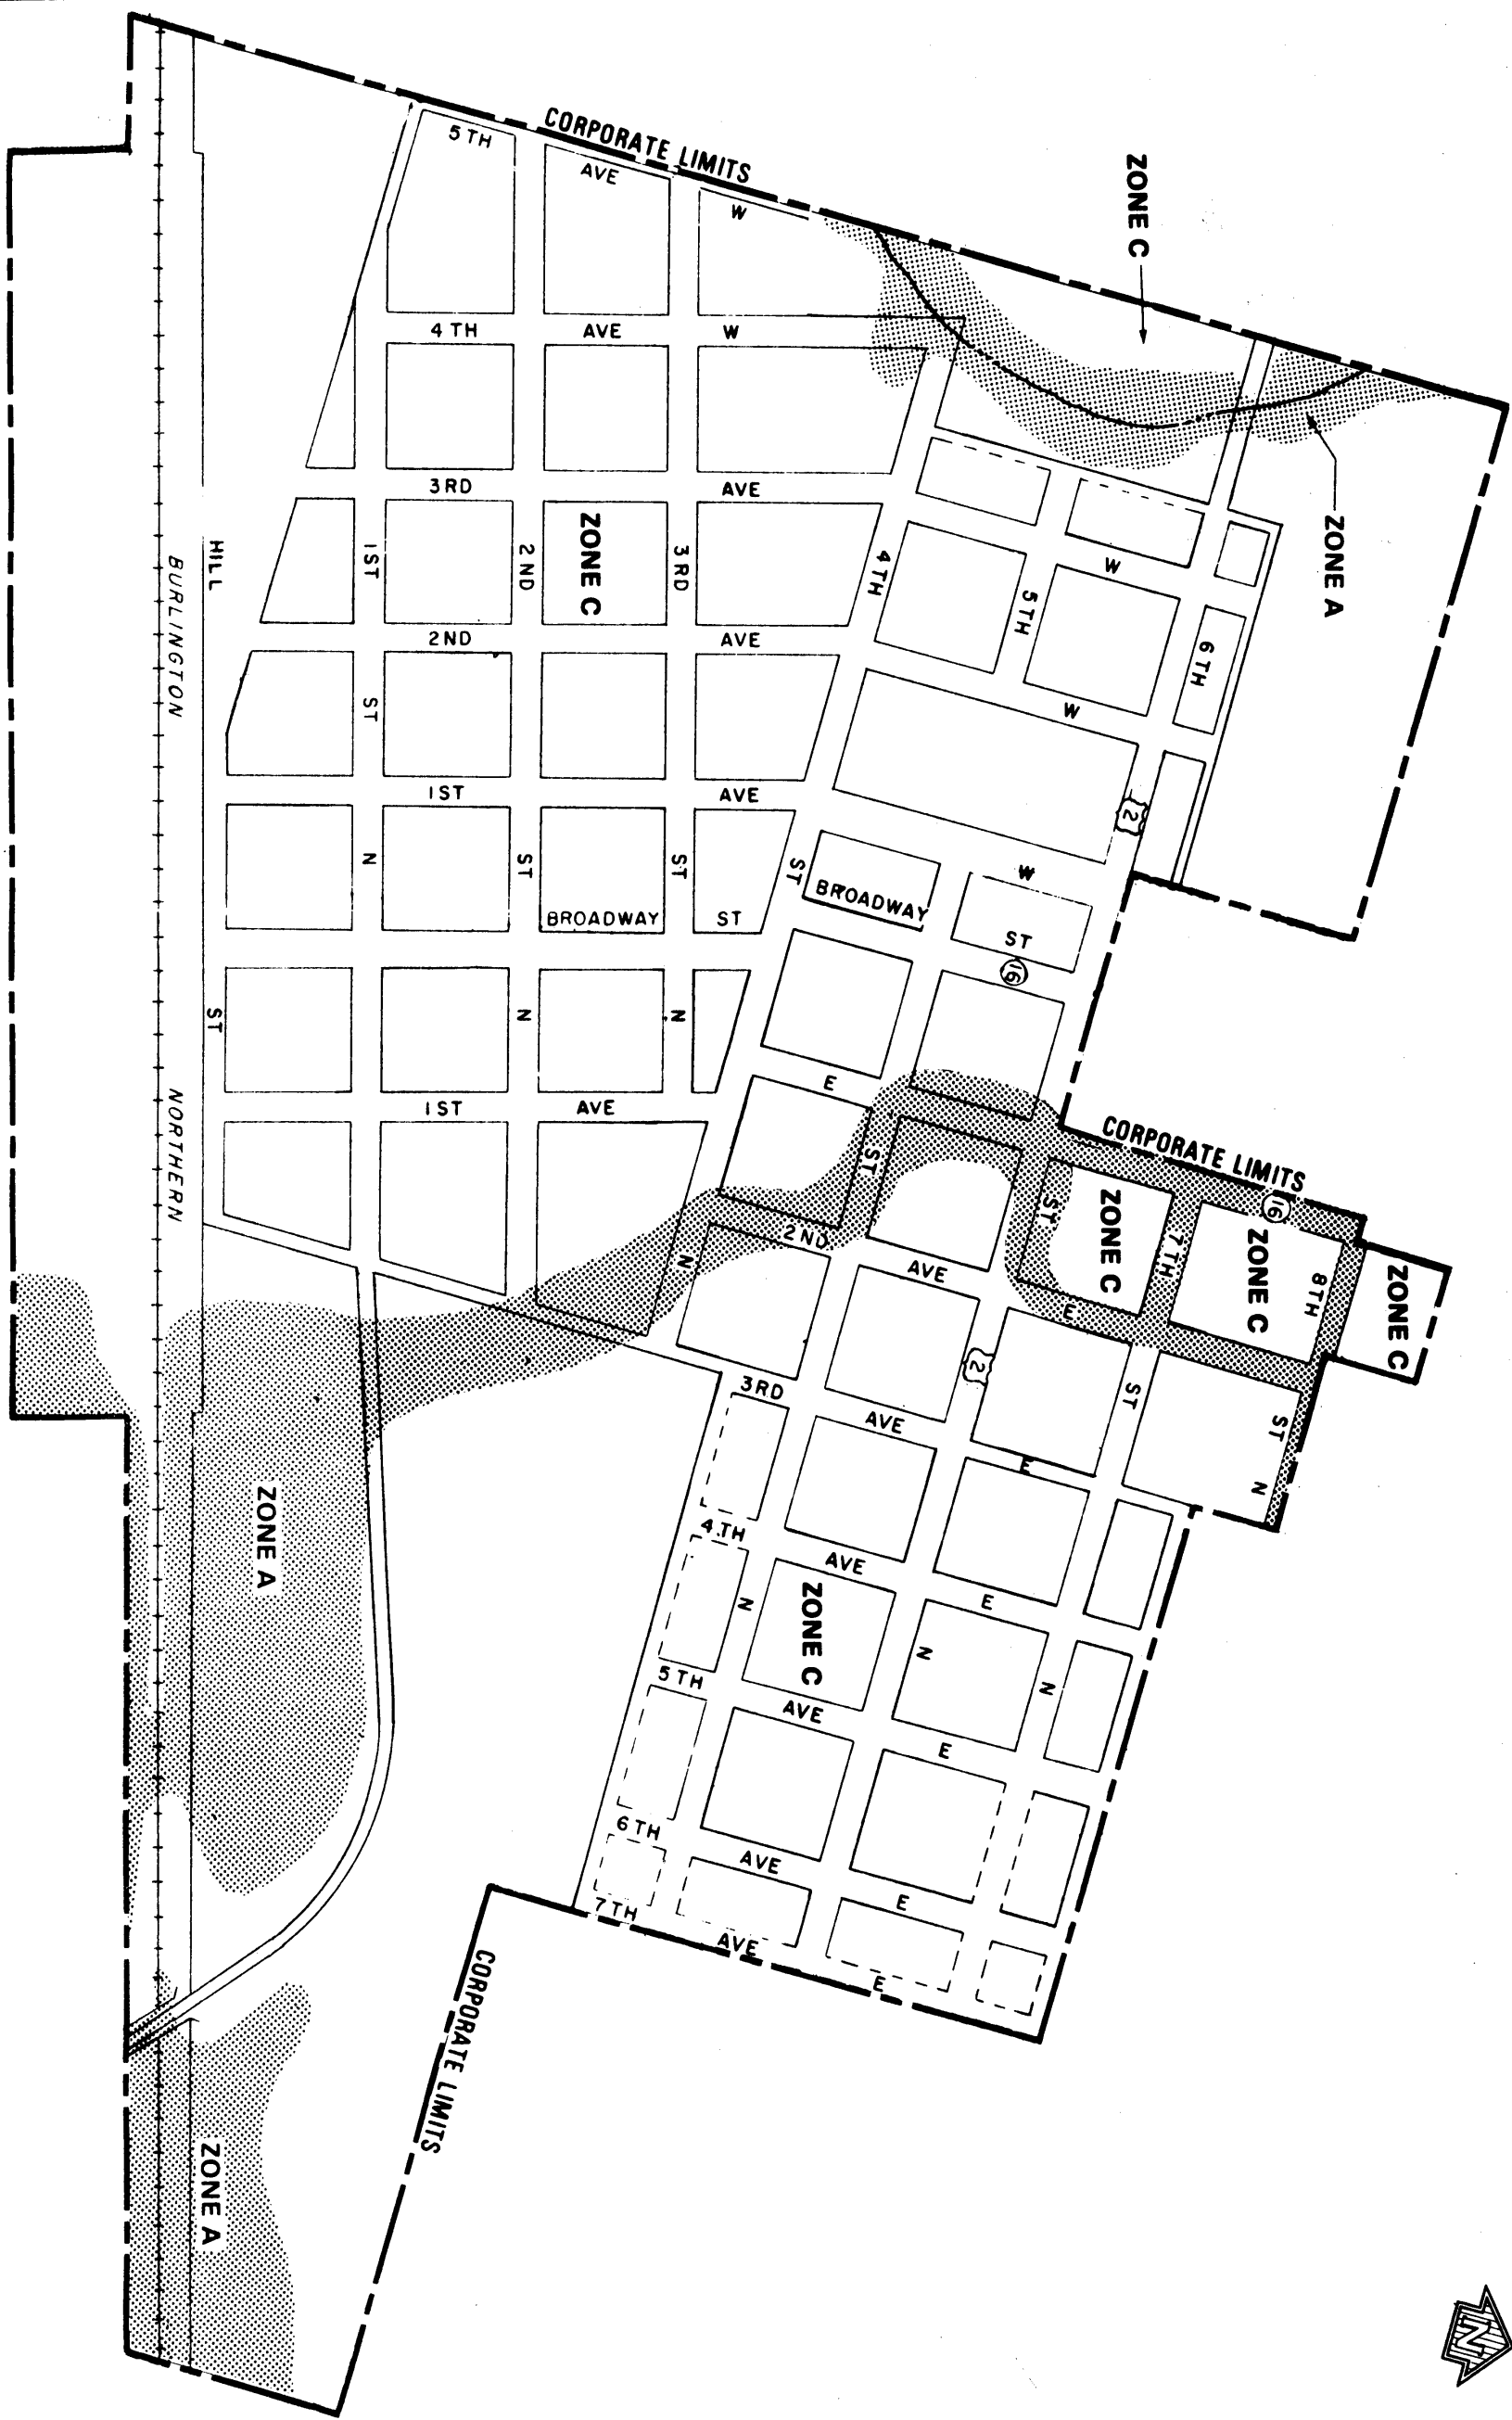 CORPORATE LIMITS
ZONE C
ZONE A
5TH AVE W
4TH AVE W
3RD AVE W
2ND AVE W
1ST AVE W
BROADWAY ST
BROADWAY ST
1ST AVE E
2ND AVE E
3RD AVE E
4TH AVE E
5TH AVE E
6TH AVE E
7TH AVE E
HILL ST
1ST ST N
2ND ST N
3RD ST N
4TH ST N
5TH ST N
6TH ST N
7TH ST N
8TH ST N
2
16
CORPORATE LIMITS
16
2
ZONE C
ZONE C
ZONE C
ZONE C
ZONE C
BURLINGTON NORTHERN
ZONE A
ZONE A
CORPORATE LIMITS
N